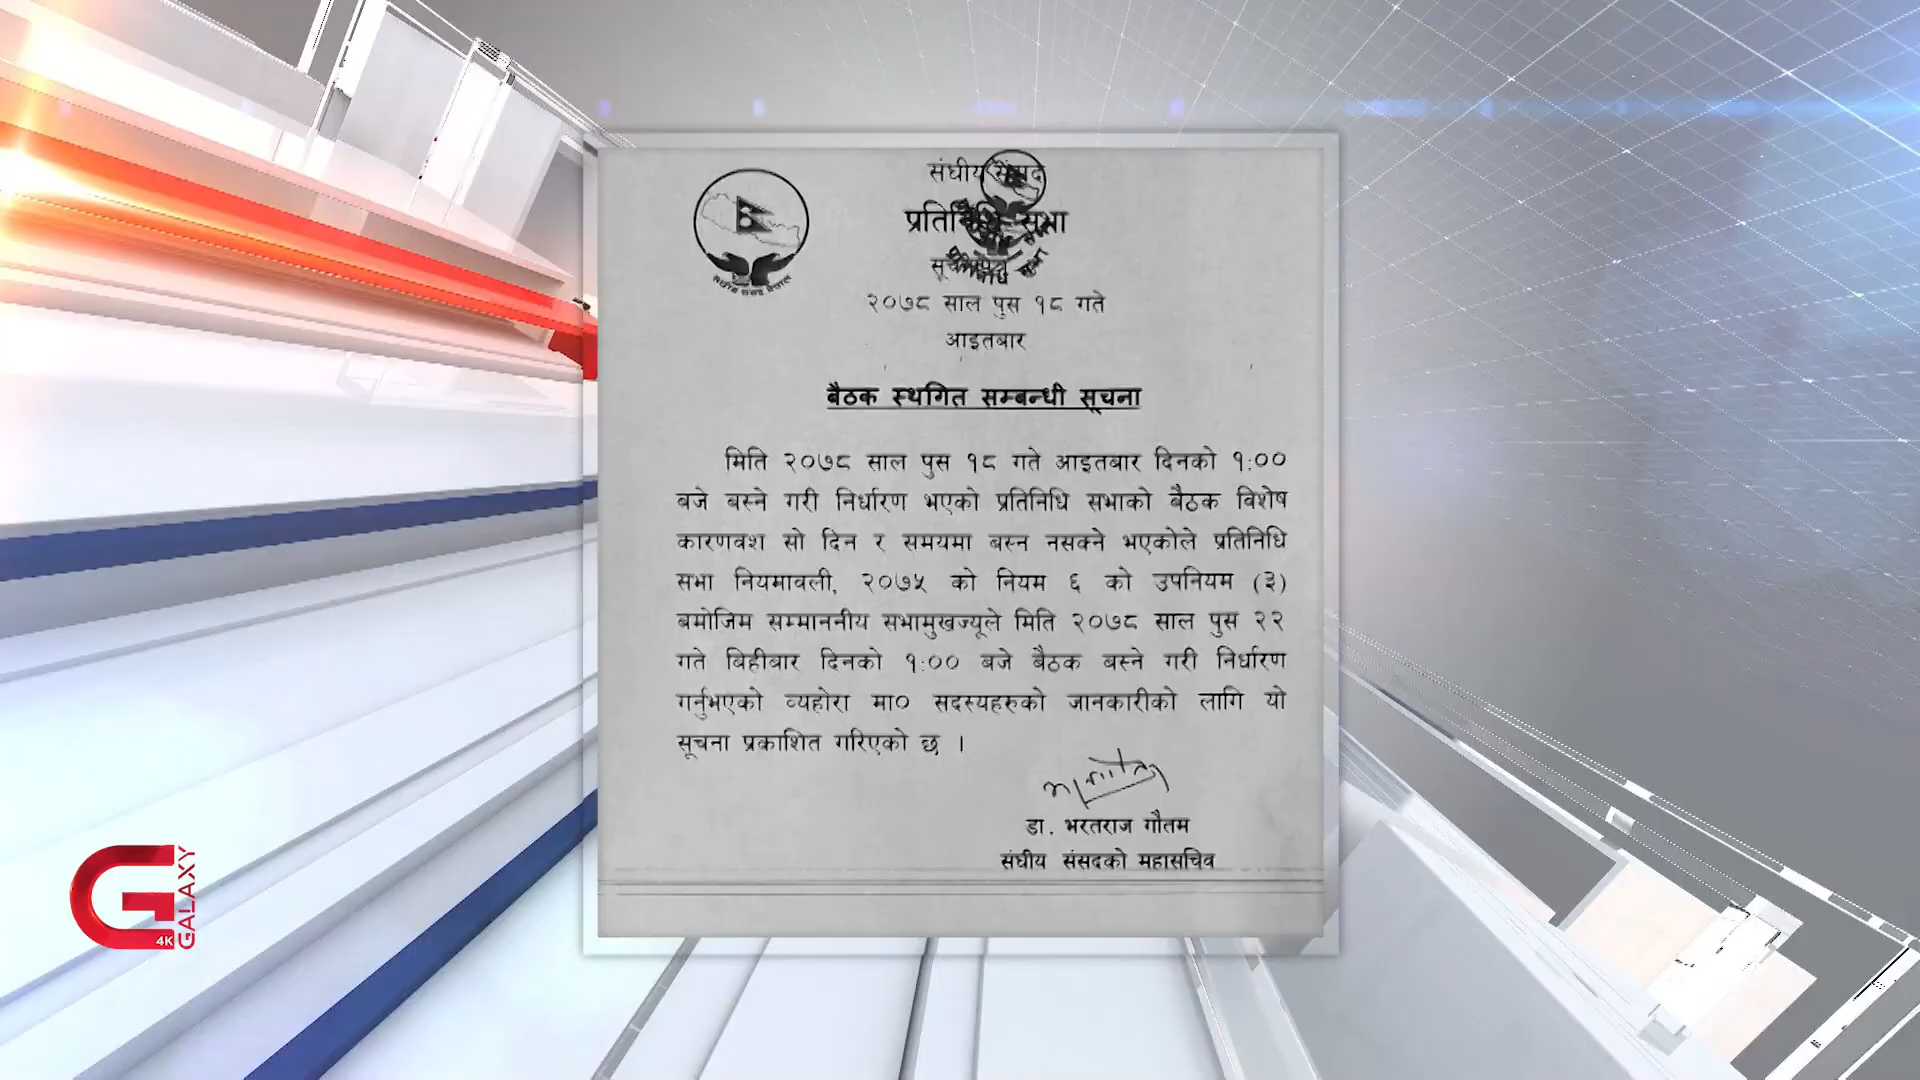 संघीय संसद
प्रतिनिधि सभा
२०७८ साल पुस १८ गते
आइतबार
बैठक स्थगित सम्बन्धी सूचना
मिति २०७८ साल पुस १८ गते आइतबार दिनको १:००
बजे बस्ने गरी निर्धारण भएको प्रतिनिधि सभाको बैठक विशेष
कारणवश सो दिन र समयमा बस्न नसक्ने भएकोले प्रतिनिधि
सभा नियमावली, २०७५ को नियम ६ को उपनियम (३)
बमोजिम सम्माननीय सभामुखज्यूले मिति २०७८ साल पुस २२
गते बिहीबार दिनको १:०० बजे बैठक बस्ने गरी निर्धारण
गर्नुभएको व्यहोरा मा० सदस्यहरुको जानकारीको लागि यो
सूचना प्रकाशित गरिएको छ ।
डा. भरतराज गौतम
संघीय संसदको महासचिव
GALAXY
4K